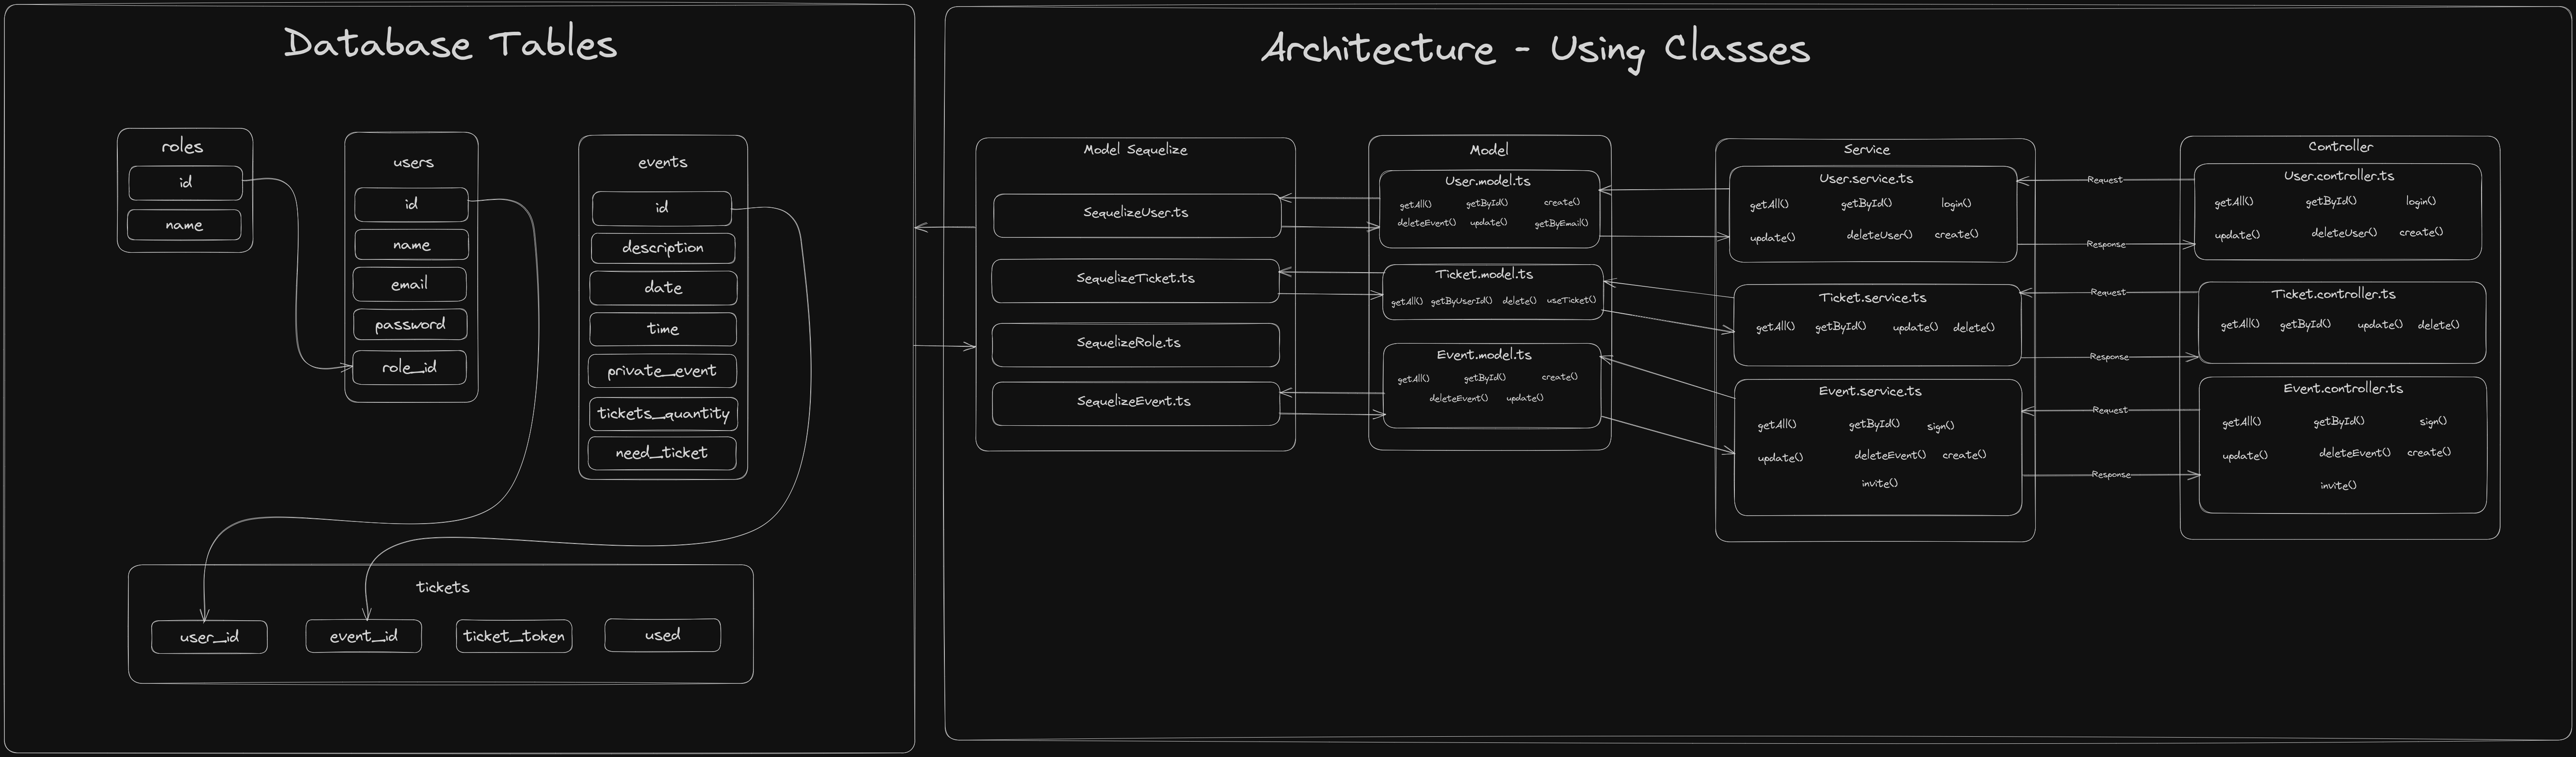 Database Tables
roles
id
name
users
id
name
email
password
role_id
events
id
description
date
time
private_event
tickets_quantity
need_ticket
tickets
user_id event_id ticket_token used
Architecture - Using Classes
Model Sequelize
SequelizeUser.ts
SequelizeTicket.ts
SequelizeRole.ts
SequelizeEvent.ts
Model
User.model.ts
getAll() getById() create()
deleteEvent() update() getByEmail()
Ticket.model.ts
getAll() getByUserId() delete() useTicket()
Event.model.ts
getAll() getById() create()
deleteEvent() update()
Service
User.service.ts
getAll() getById() login()
update() deleteUser() create()
Ticket.service.ts
getAll() getById() update() delete()
Event.service.ts
getAll() getById() sign()
update() deleteEvent() create()
invite()
Request
Response
Request
Response
Request
Response
Controller
User.controller.ts
getAll() getById() login()
update() deleteUser() create()
Ticket.controller.ts
getAll() getById() update() delete()
Event.controller.ts
getAll() getById() sign()
update() deleteEvent() create()
invite()